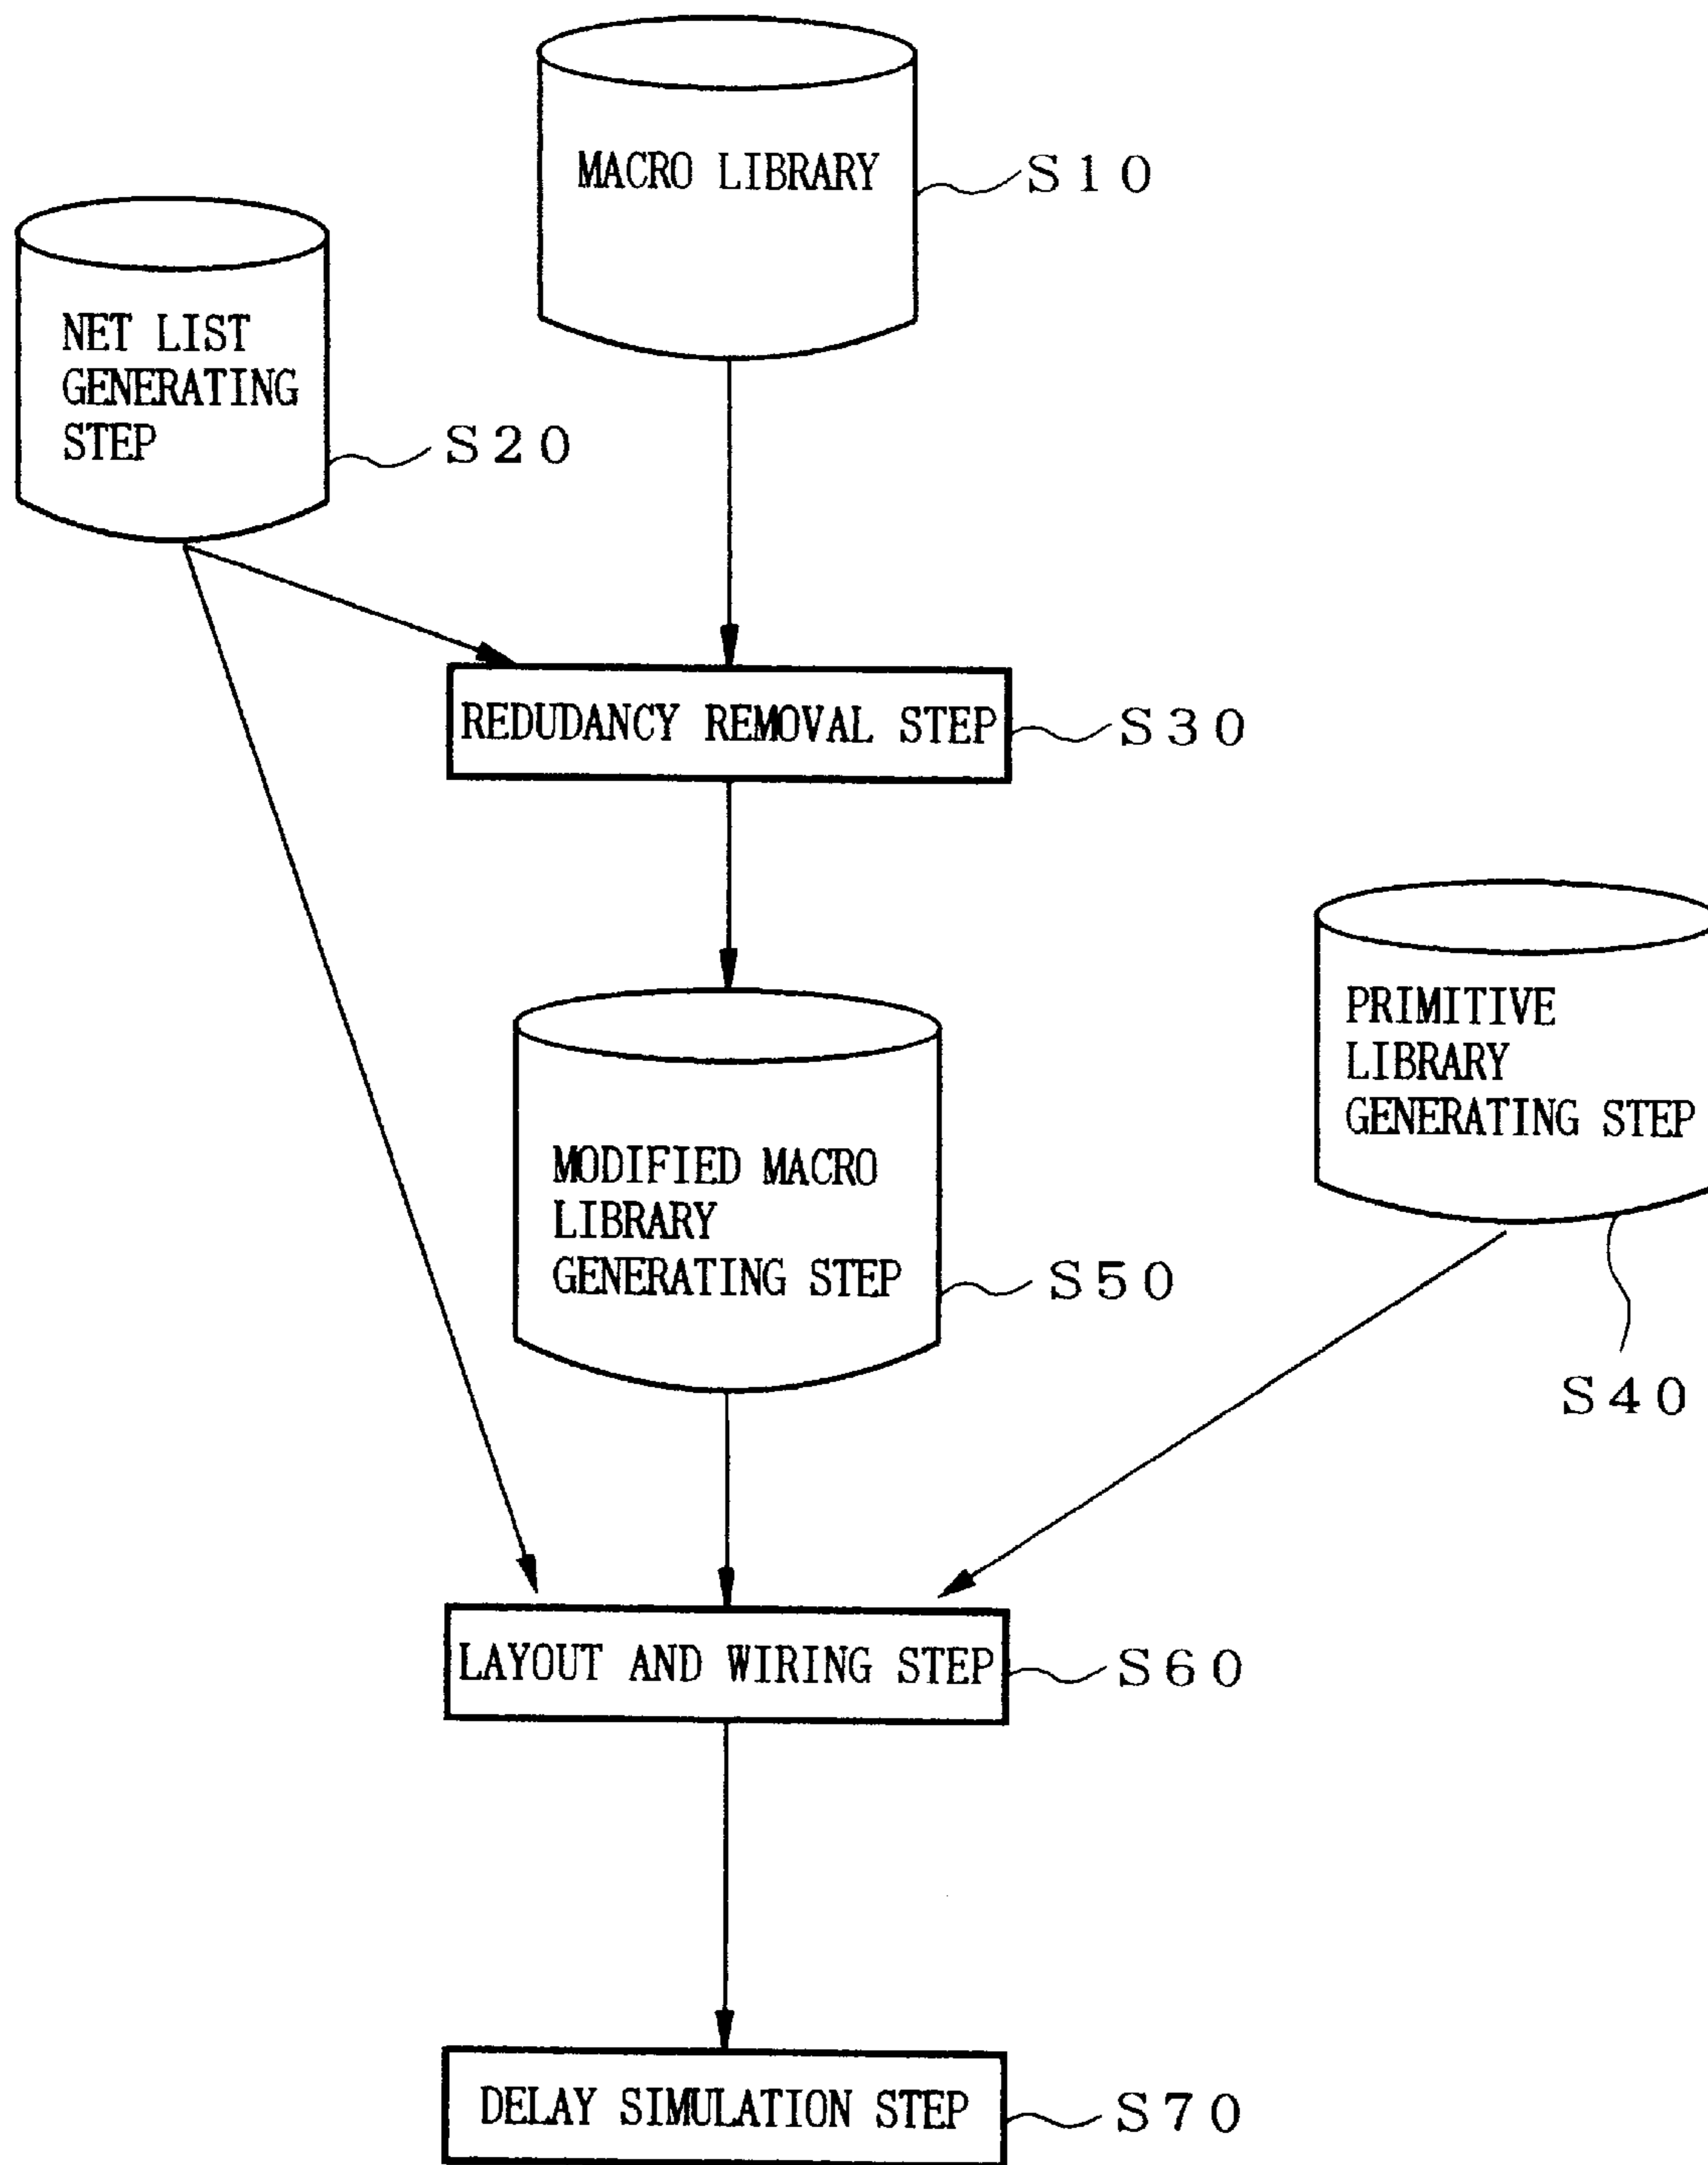 MACRO LIBRARY
S10
NET LIST
GENERATING
STEP
S20
REDUDANCY REMOVAL STEP
S30
PRIMITIVE
LIBRARY
GENERATING STEP
S40
MODIFIED MACRO
LIBRARY
GENERATING STEP
S50
LAYOUT AND WIRING STEP
S60
DELAY SIMULATION STEP
S70